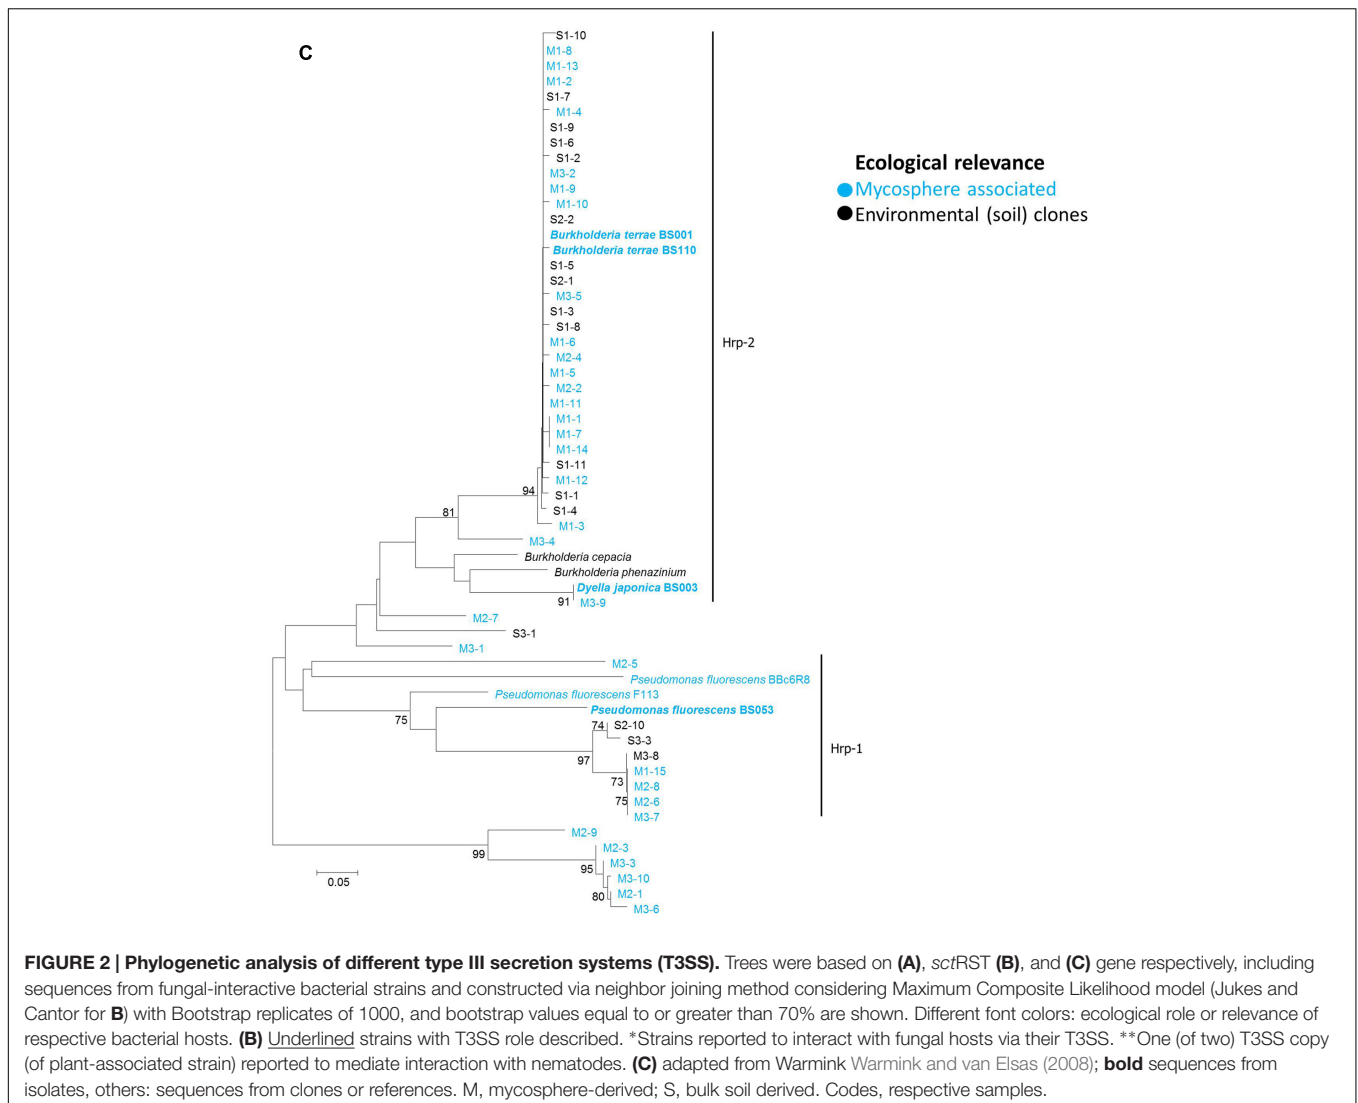 C
S1-10
M1-8
M1-13
M1-2
S1-7
M1-4
S1-9
S1-6
S1-2
M3-2
M1-9
M1-10
S2-2
Burkholderia terrae BS001
Burkholderia terrae BS110
S1-5
S2-1
M3-5
S1-3
S1-8
M1-6
M2-4
M1-5
M2-2
M1-11
M1-1
M1-7
M1-14
S1-11
M1-12
94
S1-1
81
S1-4
M1-3
M3-4
Burkholderia cepacia
Burkholderia phenazinium
Dyella japonica BS003
91
M3-9
Hrp-2
M2-7
S3-1
M3-1
M2-5
Pseudomonas fluorescens BBc6R8
Pseudomonas fluorescens F113
75
Pseudomonas fluorescens BS053
74
S2-10
S3-3
97
M3-8
M1-15
73
M2-8
75
M2-6
M3-7
Hrp-1
M2-9
99
M2-3
95
M3-3
M3-10
80
M2-1
M3-6
0.05
Ecological relevance
Mycosphere associated
Environmental (soil) clones
FIGURE 2 | Phylogenetic analysis of different type III secretion systems (T3SS). Trees were based on (A), sctRST (B), and (C) gene respectively, including
sequences from fungal-interactive bacterial strains and constructed via neighbor joining method considering Maximum Composite Likelihood model (Jukes and
Cantor for B) with Bootstrap replicates of 1000, and bootstrap values equal to or greater than 70% are shown. Different font colors: ecological role or relevance of
respective bacterial hosts. (B) Underlined strains with T3SS role described. *Strains reported to interact with fungal hosts via their T3SS. **One (of two) T3SS copy
(of plant-associated strain) reported to mediate interaction with nematodes. (C) adapted from Warmink Warmink and van Elsas (2008); bold sequences from
isolates, others: sequences from clones or references. M, mycosphere-derived; S, bulk soil derived. Codes, respective samples.